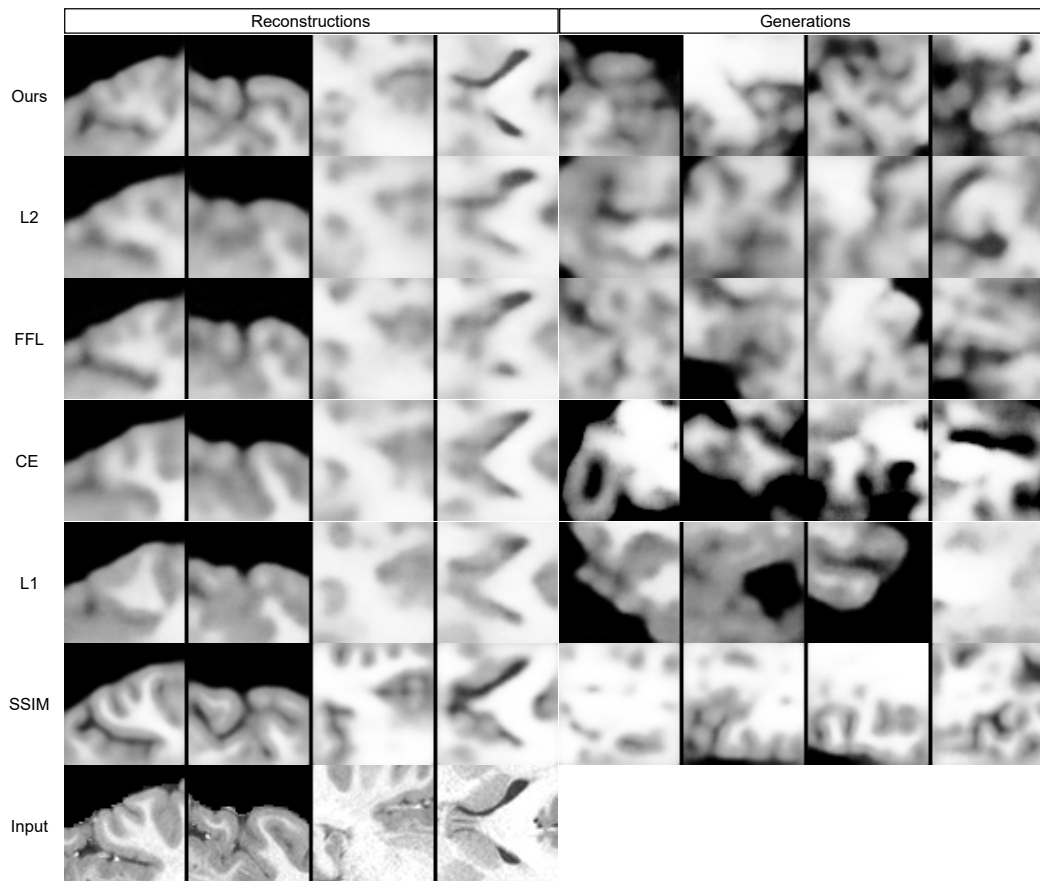 Reconstructions
Generations
Ours
L2
FFL
CE
L1
SSIM
Input